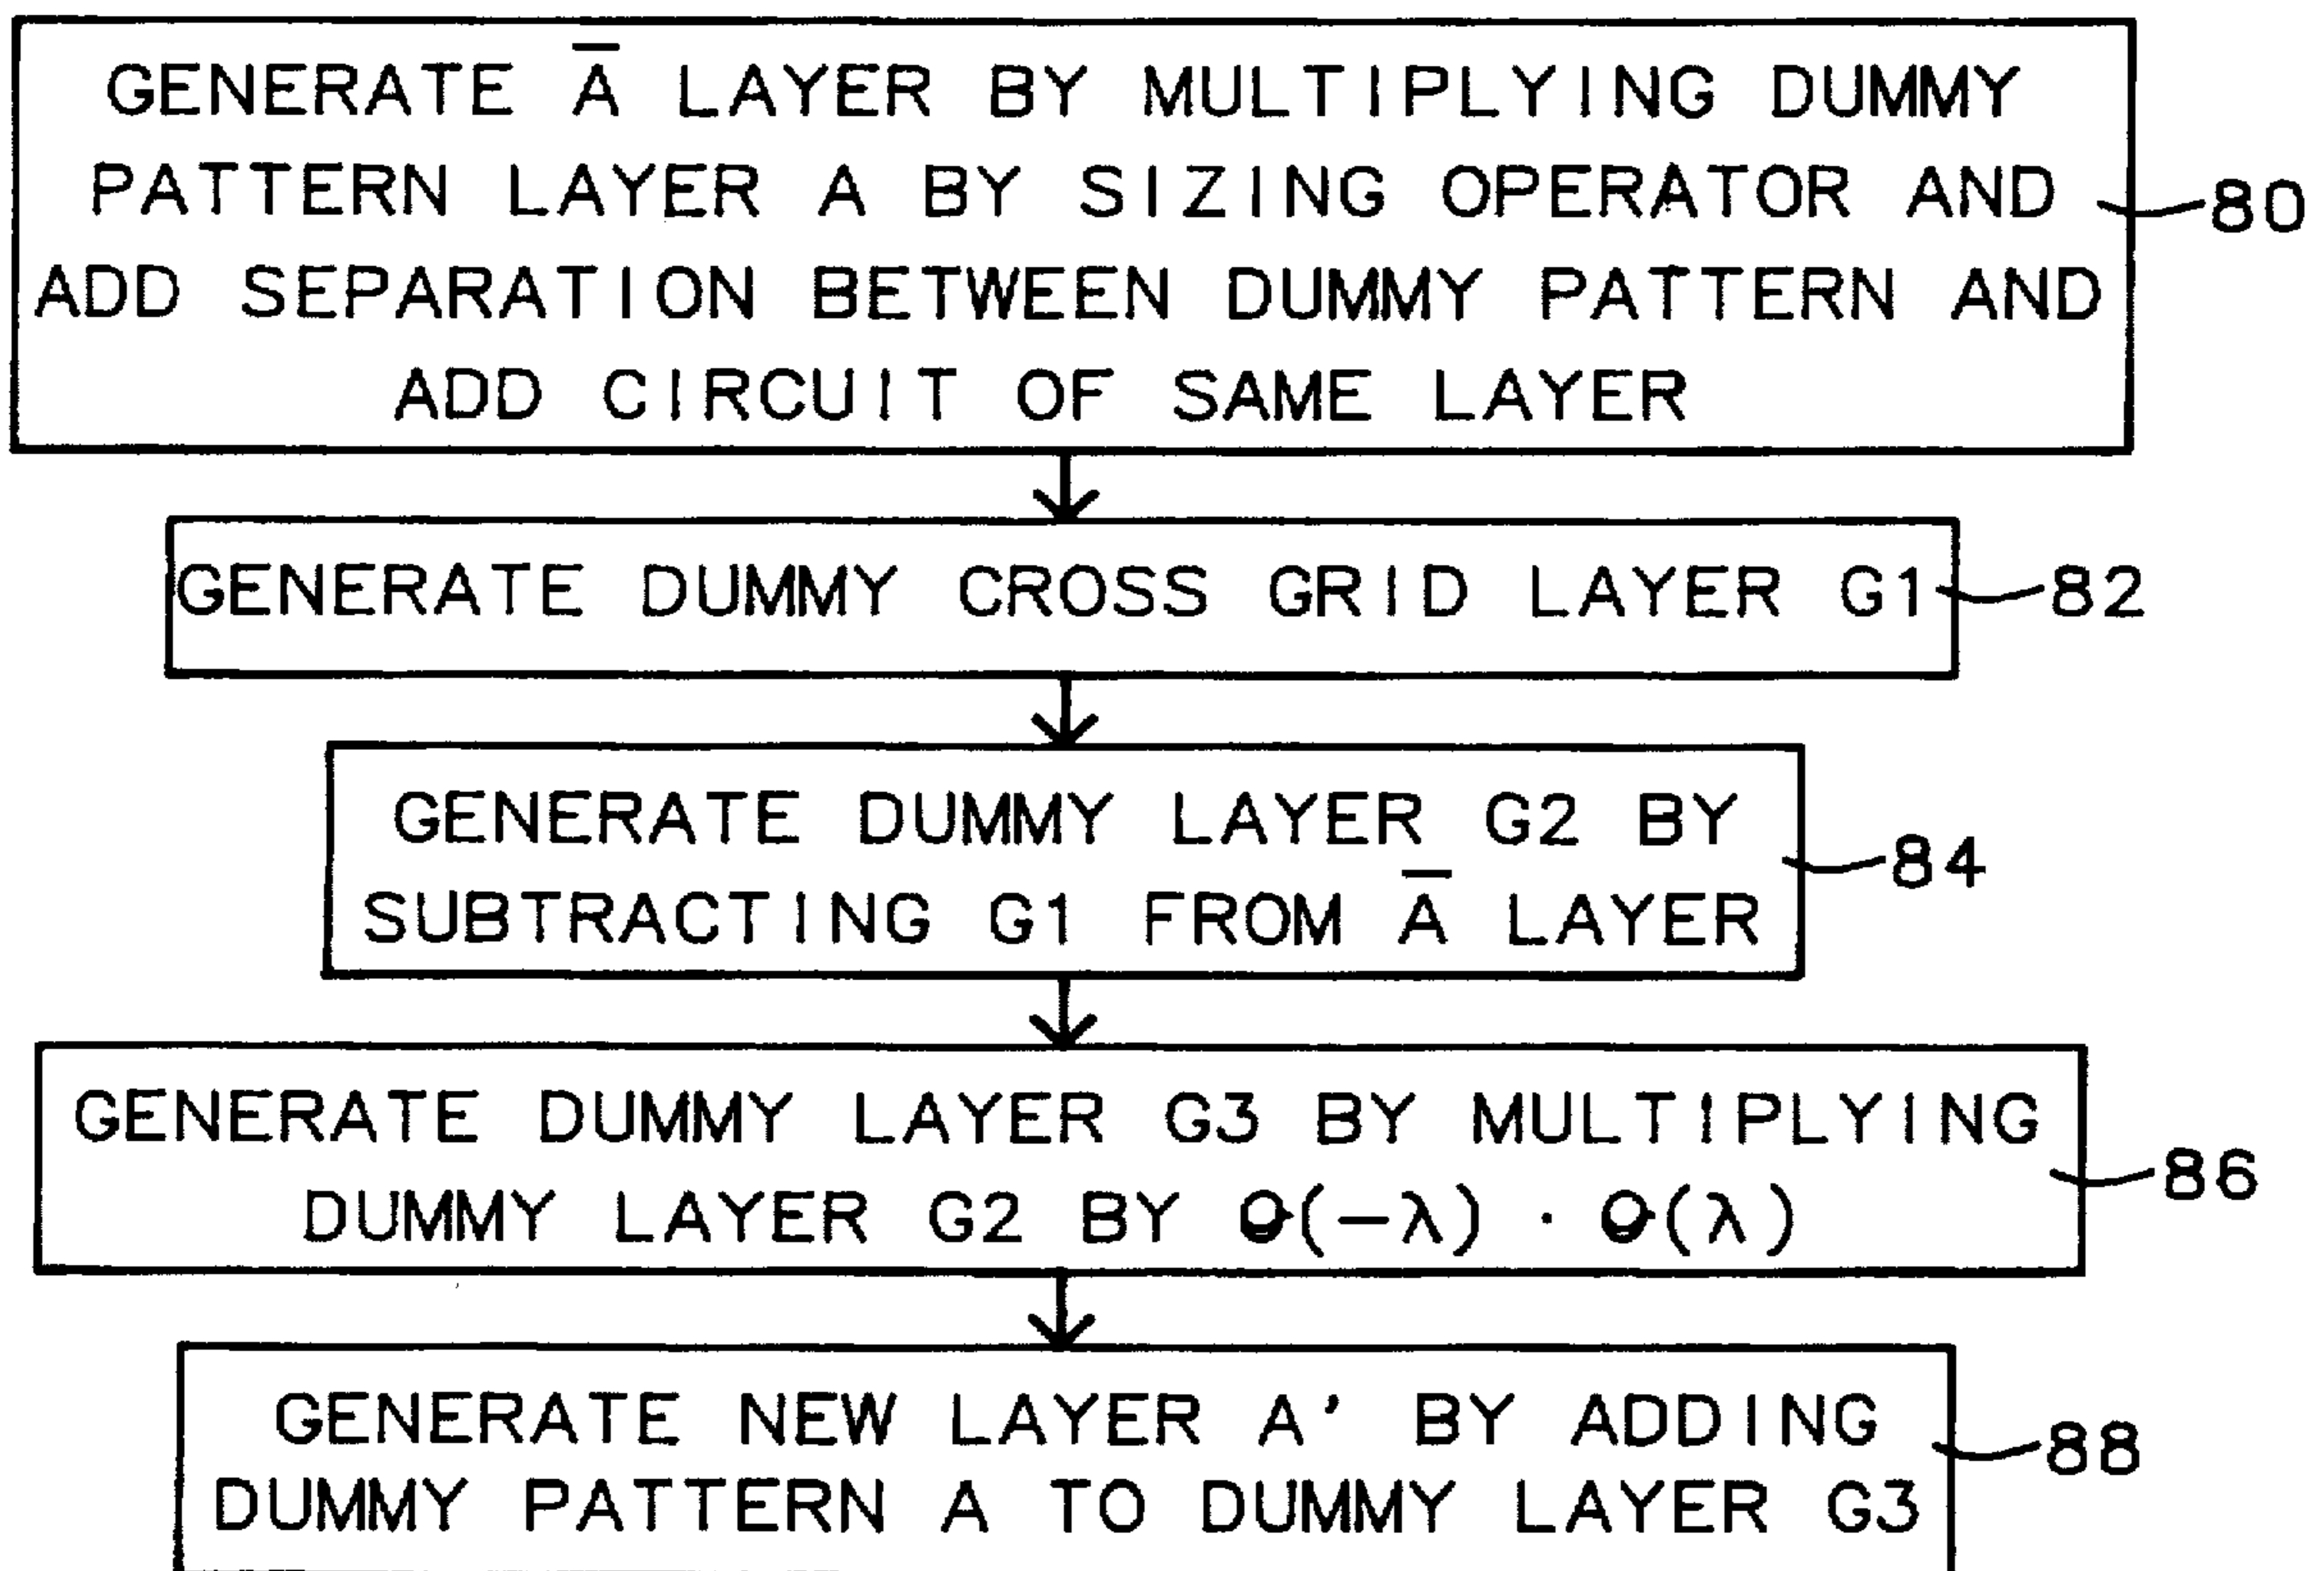 GENERATE A̅ LAYER BY MULTIPLYING DUMMY
PATTERN LAYER A BY SIZING OPERATOR AND
ADD SEPARATION BETWEEN DUMMY PATTERN AND
ADD CIRCUIT OF SAME LAYER
80
GENERATE DUMMY CROSS GRID LAYER G1
82
GENERATE DUMMY LAYER G2 BY
SUBTRACTING G1 FROM A̅ LAYER
84
GENERATE DUMMY LAYER G3 BY MULTIPLYING
DUMMY LAYER G2 BY Θ(−λ) · Θ(λ)
86
GENERATE NEW LAYER A' BY ADDING
DUMMY PATTERN A TO DUMMY LAYER G3
88